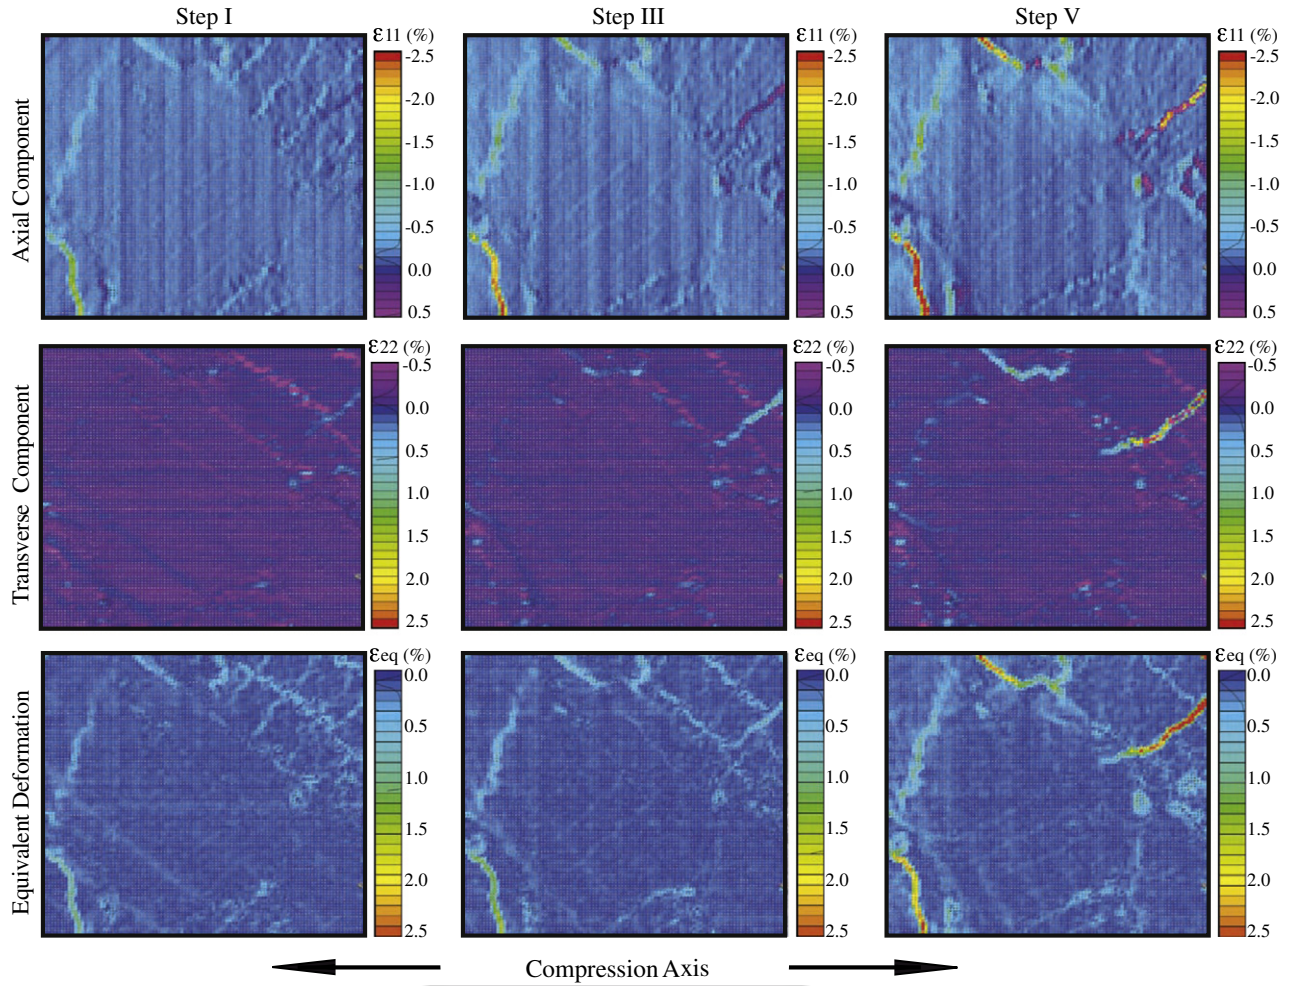 Step I Step III Step V
Axial Component
ε11 (%) ε11 (%) ε11 (%)
-2.5 -2.5 -2.5
-2.0 -2.0 -2.0
-1.5 -1.5 -1.5
-1.0 -1.0 -1.0
-0.5 -0.5 -0.5
0.0 0.0 0.0
0.5 0.5 0.5
Transverse Component
ε22 (%) ε22 (%) ε22 (%)
-0.5 -0.5 -0.5
0.0 0.0 0.0
0.5 0.5 0.5
1.0 1.0 1.0
1.5 1.5 1.5
2.0 2.0 2.0
2.5 2.5 2.5
Equivalent Deformation
εeq (%) εeq (%) εeq (%)
0.0 0.0 0.0
0.5 0.5 0.5
1.0 1.0 1.0
1.5 1.5 1.5
2.0 2.0 2.0
2.5 2.5 2.5
Compression Axis